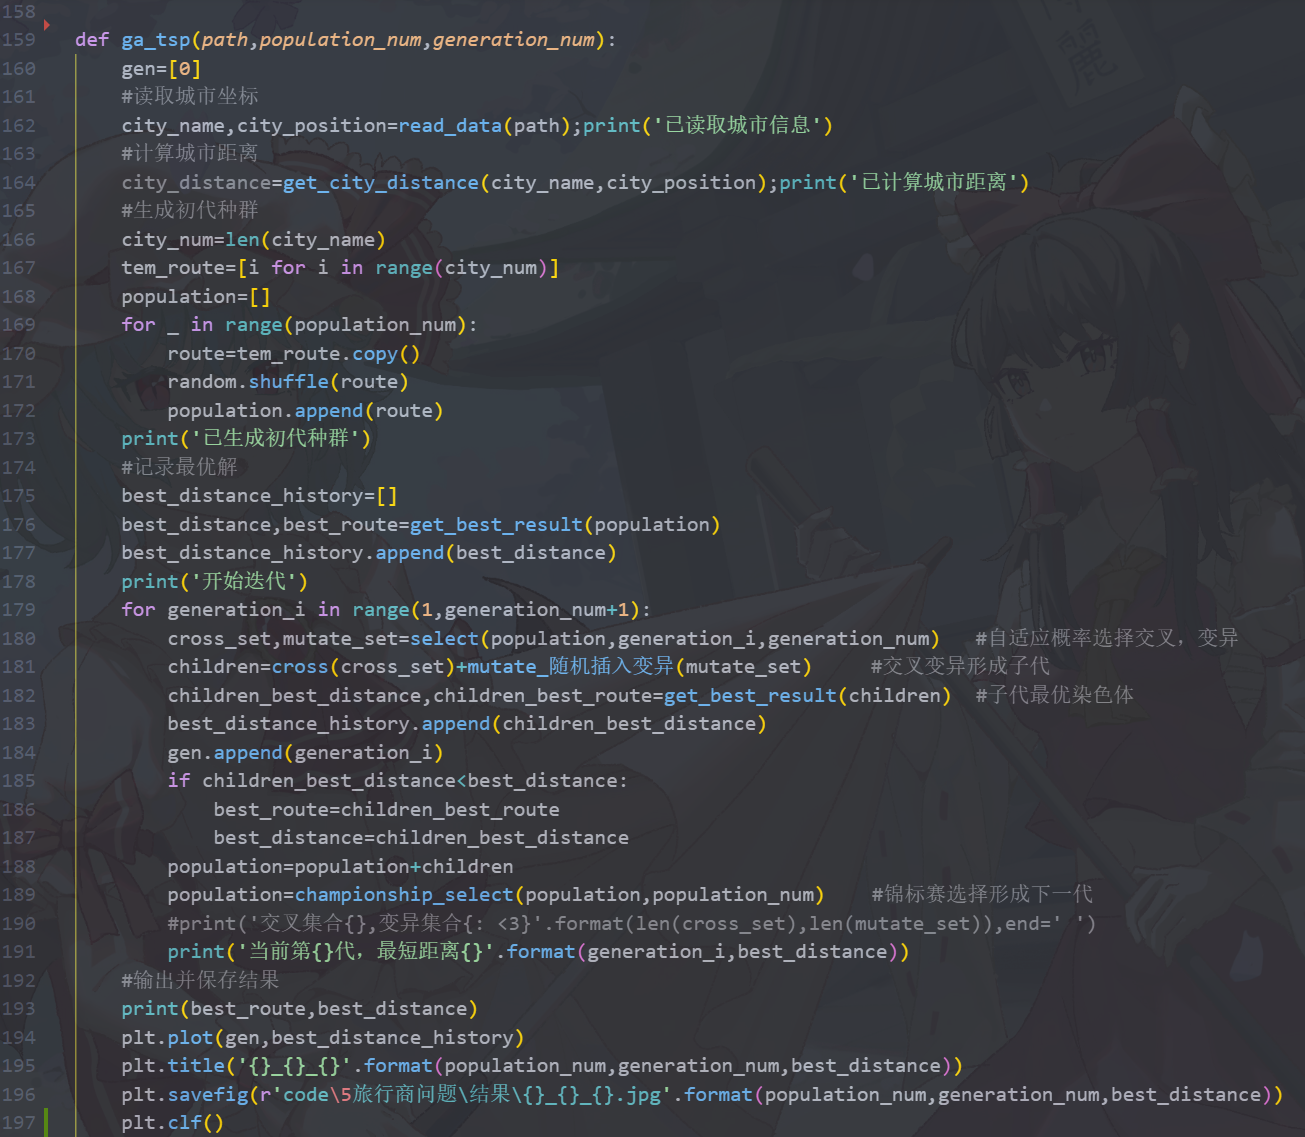 158
159 def ga_tsp(path,population_num,generation_num):
160     gen=[0]
161     #读取城市坐标
162     city_name,city_position=read_data(path);print('已读取城市信息')
163     #计算城市距离
164     city_distance=get_city_distance(city_name,city_position);print('已计算城市距离')
165     #生成初代种群
166     city_num=len(city_name)
167     tem_route=[i for i in range(city_num)]
168     population=[]
169     for _ in range(population_num):
170         route=tem_route.copy()
171         random.shuffle(route)
172         population.append(route)
173     print('已生成初代种群')
174     #记录最优解
175     best_distance_history=[]
176     best_distance,best_route=get_best_result(population)
177     best_distance_history.append(best_distance)
178     print('开始迭代')
179     for generation_i in range(1,generation_num+1):
180         cross_set,mutate_set=select(population,generation_i,generation_num)   #自适应概率选择交叉，变异
181         children=cross(cross_set)+mutate_随机插入变异(mutate_set)     #交叉变异形成子代
182         children_best_distance,children_best_route=get_best_result(children)  #子代最优染色体
183         best_distance_history.append(children_best_distance)
184         gen.append(generation_i)
185         if children_best_distance<best_distance:
186             best_route=children_best_route
187             best_distance=children_best_distance
188         population=population+children
189         population=championship_select(population,population_num)    #锦标赛选择形成下一代
190         #print('交叉集合{},变异集合{: <3}'.format(len(cross_set),len(mutate_set)),end=' ')
191         print('当前第{}代，最短距离{}'.format(generation_i,best_distance))
192     #输出并保存结果
193     print(best_route,best_distance)
194     plt.plot(gen,best_distance_history)
195     plt.title('{}_{}_{}'.format(population_num,generation_num,best_distance))
196     plt.savefig(r'code\5旅行商问题\结果\{}_{}_{}.jpg'.format(population_num,generation_num,best_distance))
197     plt.clf()